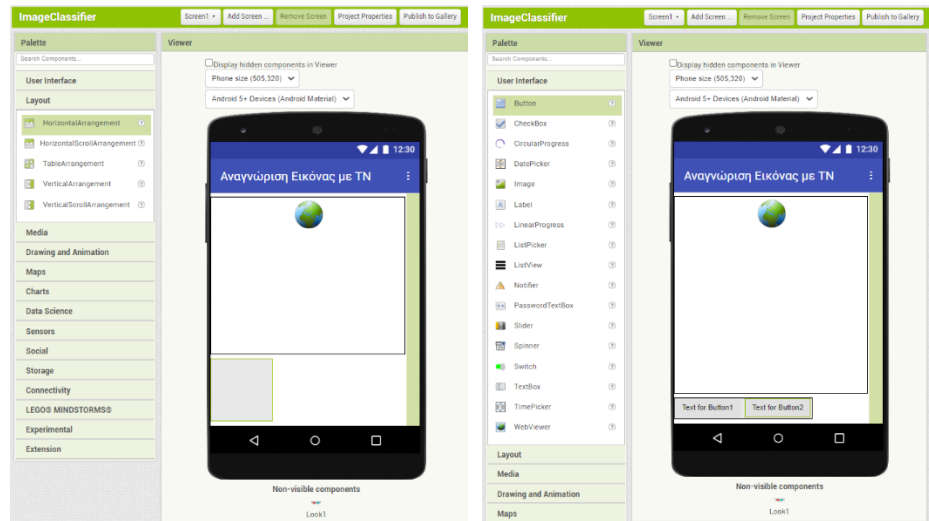 ImageClassifier
Screen1
Add Screen ...
Remove Screen
Project Properties
Publish to Gallery
Palette
Search Components...
User Interface
Layout
HorizontalArrangement
HorizontalScrollArrangement
TableArrangement
VerticalArrangement
VerticalScrollArrangement
Media
Drawing and Animation
Maps
Charts
Data Science
Sensors
Social
Storage
Connectivity
LEGO® MINDSTORMS®
Experimental
Extension
Viewer
Display hidden components in Viewer
Phone size (505,320)
Android 5+ Devices (Android Material)
12:30
Αναγνώριση Εικόνας με ΤΝ
Non-visible components
Look1
ImageClassifier
Screen1
Add Screen ...
Remove Screen
Project Properties
Publish to Gallery
Palette
Search Components...
User Interface
Button
CheckBox
CircularProgress
DatePicker
Image
Label
LinearProgress
ListPicker
ListView
Notifier
PasswordTextBox
Slider
Spinner
Switch
TextBox
TimePicker
WebViewer
Layout
Media
Drawing and Animation
Maps
Viewer
Display hidden components in Viewer
Phone size (505,320)
Android 5+ Devices (Android Material)
12:30
Αναγνώριση Εικόνας με ΤΝ
Text for Button1
Text for Button2
Non-visible components
Look1